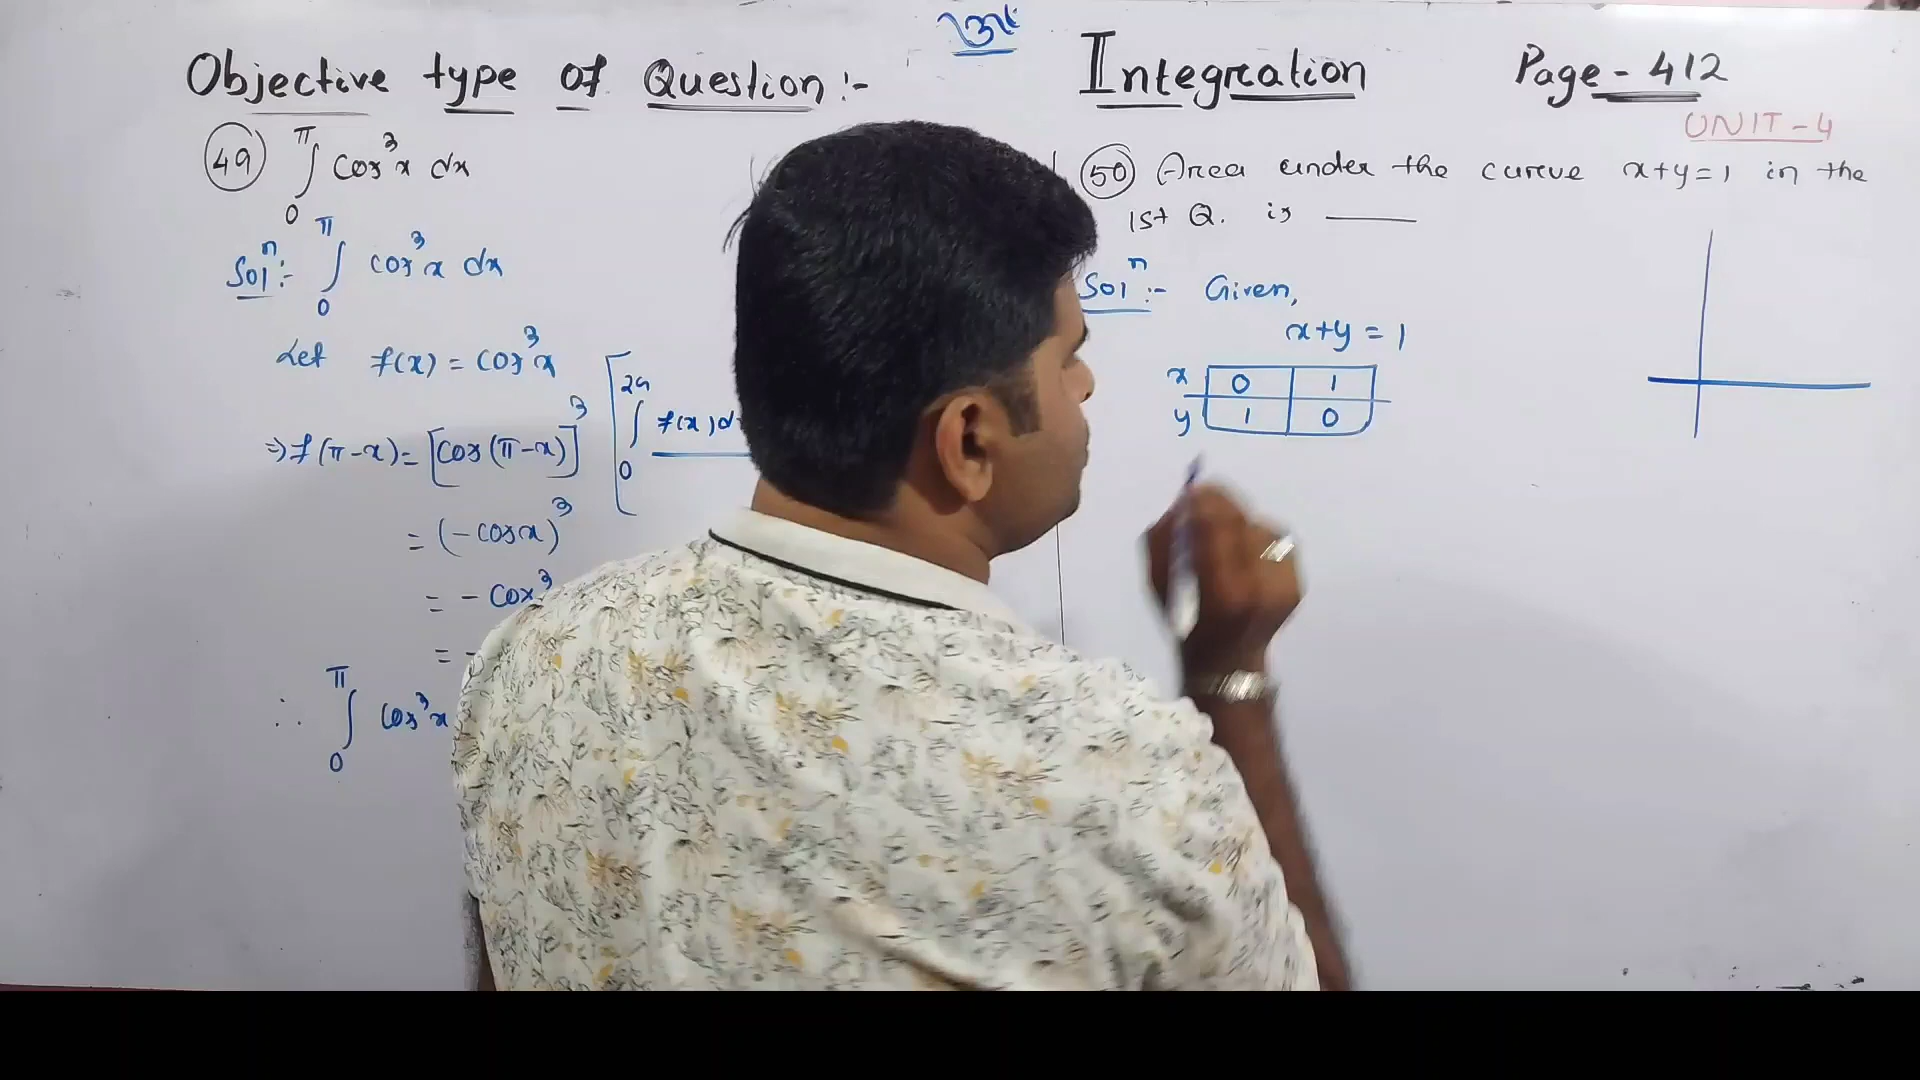 ॐ
Objective type of Question :-
Integration
Page - 412
UNIT - 4
(49) ∫₀^π cos³x dx
Solⁿ :- ∫₀^π cos³x dx
Let f(x) = cos³x
⇒ f(π-x) = [cos(π-x)]³
[∫₀^2a f(x)d
= (-cosx)³
= - cos³
= -
∴ ∫₀^π cos³x
(50) Area under the curve x+y=1 in the
1st Q. is ____
Solⁿ :- Given,
x+y = 1
x 0 1
y 1 0